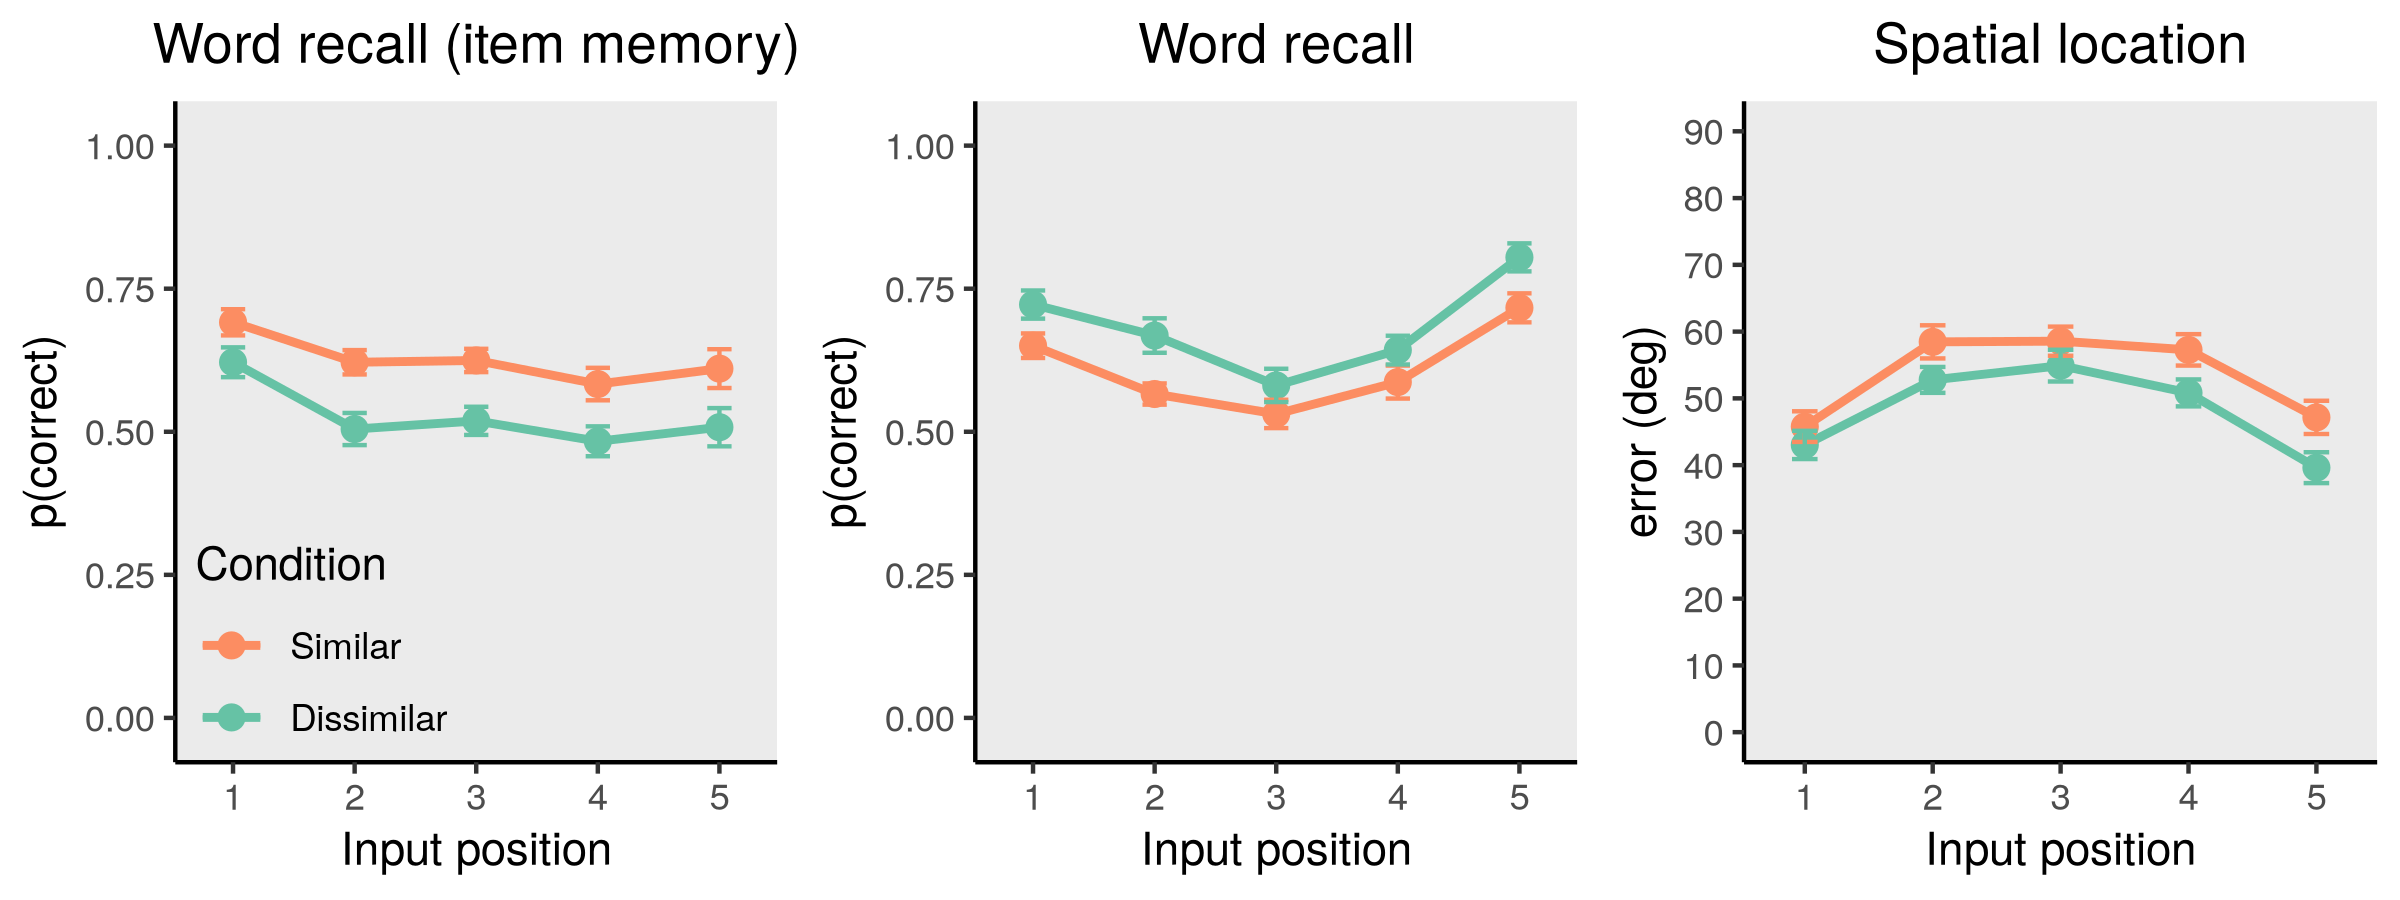 Word recall (item memory)
p(correct)
1.00
0.75
0.50
0.25
0.00
Condition
Similar
Dissimilar
1 2 3 4 5
Input position
Word recall
p(correct)
1.00
0.75
0.50
0.25
0.00
1 2 3 4 5
Input position
Spatial location
error (deg)
90
80
70
60
50
40
30
20
10
0
1 2 3 4 5
Input position